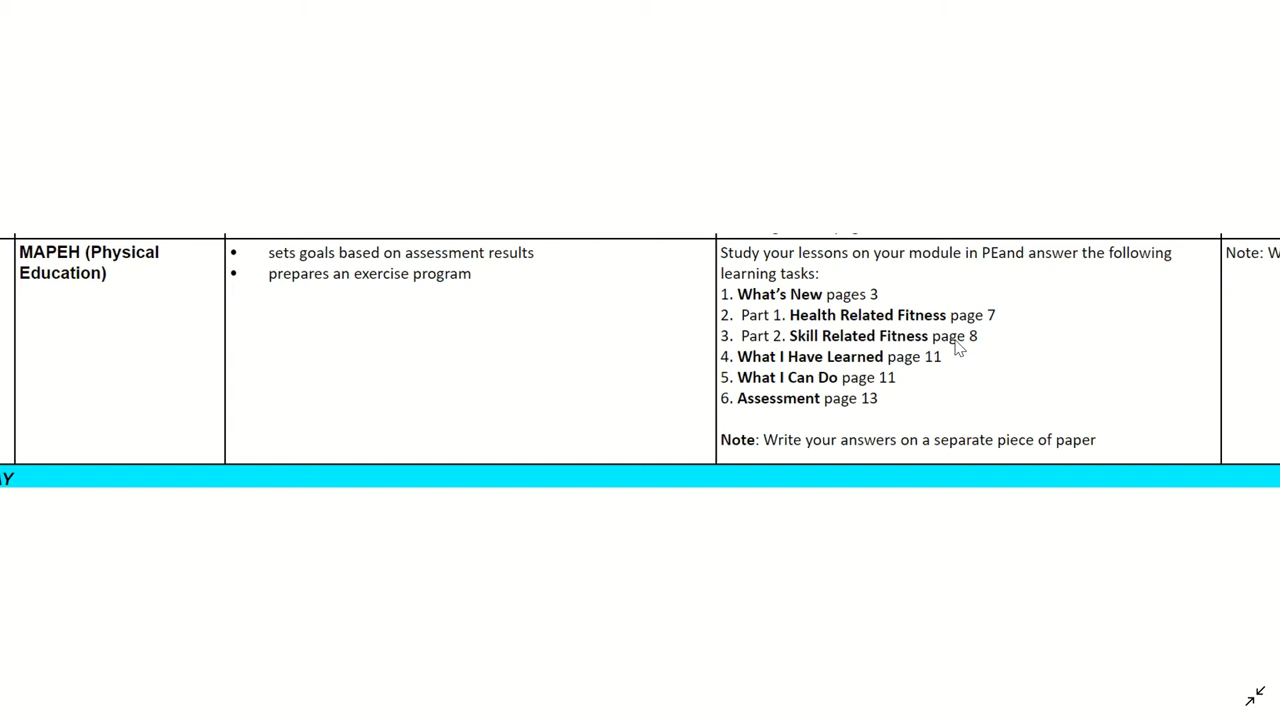 MAPEH (Physical
Education)
• sets goals based on assessment results
• prepares an exercise program
Study your lessons on your module in PEand answer the following
learning tasks:
1. What's New pages 3
2. Part 1. Health Related Fitness page 7
3. Part 2. Skill Related Fitness page 8
4. What I Have Learned page 11
5. What I Can Do page 11
6. Assessment page 13
Note: Write your answers on a separate piece of paper
Note: W